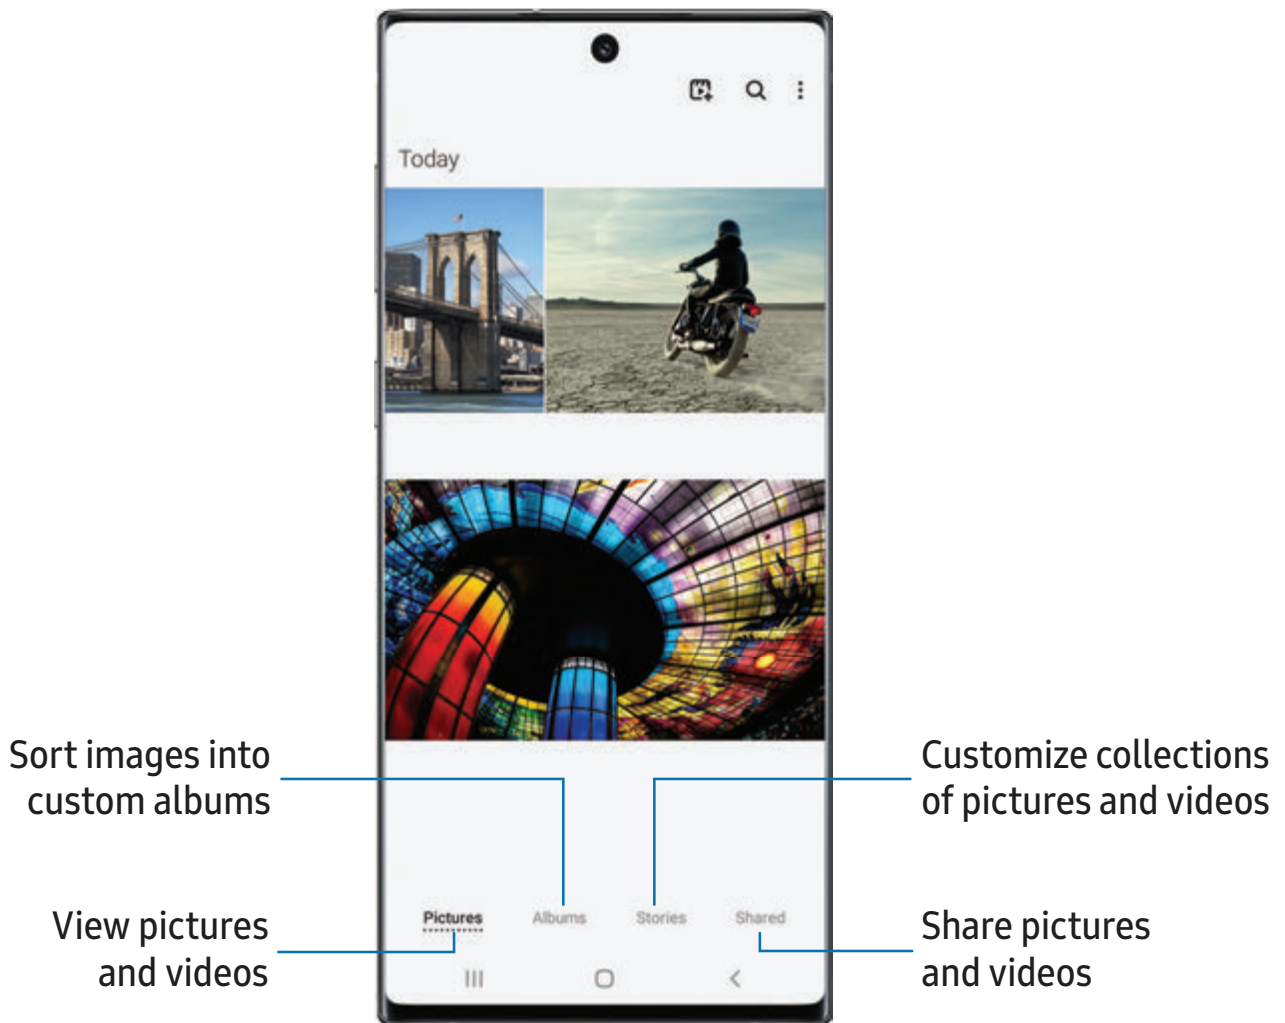 Today
Sort images into
custom albums
Customize collections
of pictures and videos
View pictures
and videos
Pictures
Albums
Stories
Shared
Share pictures
and videos